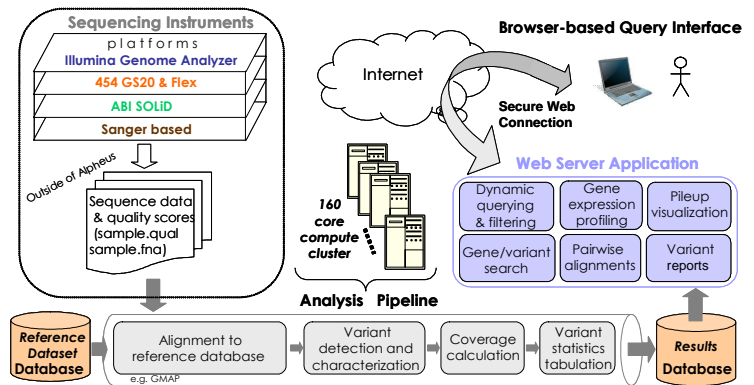 Sequencing Instruments
platforms
Illumina Genome Analyzer
454 GS20 & Flex
ABI SOLiD
Sanger based
Outside of Alpheus
Sequence data
& quality scores
(sample.qual
sample.fna)
Internet
Browser-based Query Interface
Secure Web
Connection
160
core
compute
cluster
Analysis Pipeline
Web Server Application
Dynamic
querying
& filtering
Gene
expression
profiling
Pileup
visualization
Gene/variant
search
Pairwise
alignments
Variant
reports
Reference
Dataset
Database
Alignment to
reference database
e.g. GMAP
Variant
detection and
characterization
Coverage
calculation
Variant
statistics
tabulation
Results
Database